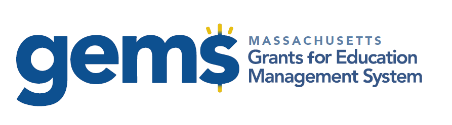 gems
MASSACHUSETTS
Grants for Education
Management System